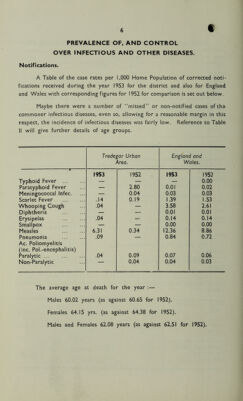 6
PREVALENCE OF, AND CONTROL
OVER INFECTIOUS AND OTHER DISEASES.
Notifications.
A Table of the case rates per 1,000 Home Population of corrected noti-
fications received during the year 1953 for the district and also for England
and Wales with corresponding figures for 1952 for comparison is set out below.
Maybe there were a number of "missed" or non-notified cases of the
commoner infectious diseases, even so, allowing for a reasonable margin in this
respect, the incidence of infectious diseases was fairly low. Reference to Table
II will give further details of age groups.
Tredegar Urban Area. England and Wales.
1953 1952 1953 1952
Typhoid Fever ... — — — 0.00
Paratyphoid Fever — 2.80 0.01 0.02
Meningococcal Infec. — 0.04 0.03 0.03
Scarlet Fever ... .14 0.19 1.39 1.53
Whooping Cough .04 — 3.58 2.61
Diphtheria ... — — 0.01 0.01
Erysipelas ... .04 — 0.14 0.14
Smallpox ... — — 0.00 0.00
Measles ... 6.31 0.34 12.36 8.86
Pneumonia ... .09 — 0.84 0.72
Ac. Poliomyelitis
(inc. Pol.-encephalitis)
Paralytic ... .04 0.09 0.07 0.06
Non-Paralytic — 0.04 0.04 0.03
The average age at death for the year :—
Males 60.02 years (as against 60.65 for 1952).
Females 64.15 yrs. (as against 64.38 for 1952).
Males and Females 62.08 years (as against 62.51 for 1952).